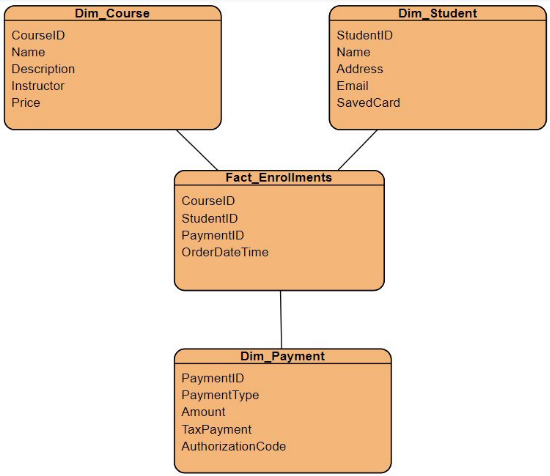 Dim_Course
CourseID
Name
Description
Instructor
Price
Dim_Student
StudentID
Name
Address
Email
SavedCard
Fact_Enrollments
CourseID
StudentID
PaymentID
OrderDateTime
Dim_Payment
PaymentID
PaymentType
Amount
TaxPayment
AuthorizationCode